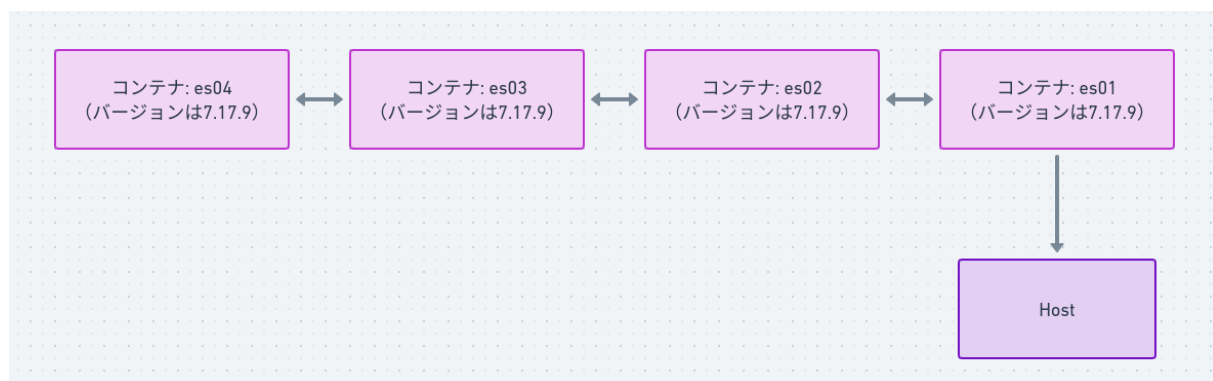 コンテナ: es04
（バージョンは7.17.9）
コンテナ: es03
（バージョンは7.17.9）
コンテナ: es02
（バージョンは7.17.9）
コンテナ: es01
（バージョンは7.17.9）
Host